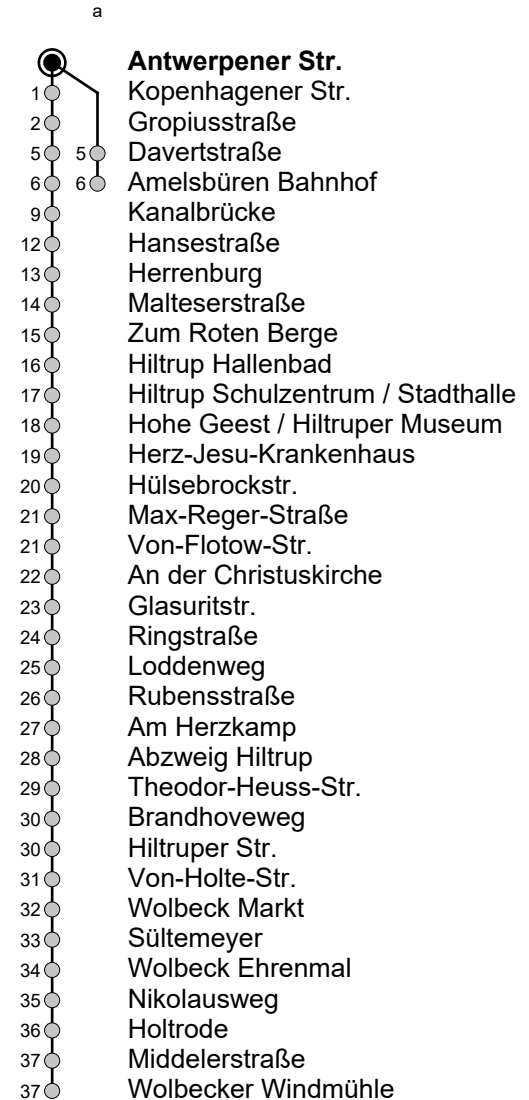 a
Antwerpener Str.
1 Kopenhagener Str.
2 Gropiusstraße
5 5 Davertstraße
6 6 Amelsbüren Bahnhof
9 Kanalbrücke
12 Hansestraße
13 Herrenburg
14 Malteserstraße
15 Zum Roten Berge
16 Hiltrup Hallenbad
17 Hiltrup Schulzentrum / Stadthalle
18 Hohe Geest / Hiltruper Museum
19 Herz-Jesu-Krankenhaus
20 Hülsebrockstr.
21 Max-Reger-Straße
21 Von-Flotow-Str.
22 An der Christuskirche
23 Glasuritstr.
24 Ringstraße
25 Loddenweg
26 Rubensstraße
27 Am Herzkamp
28 Abzweig Hiltrup
29 Theodor-Heuss-Str.
30 Brandhoveweg
30 Hiltruper Str.
31 Von-Holte-Str.
32 Wolbeck Markt
33 Sültemeyer
34 Wolbeck Ehrenmal
35 Nikolausweg
36 Holtrode
37 Middelerstraße
37 Wolbecker Windmühle